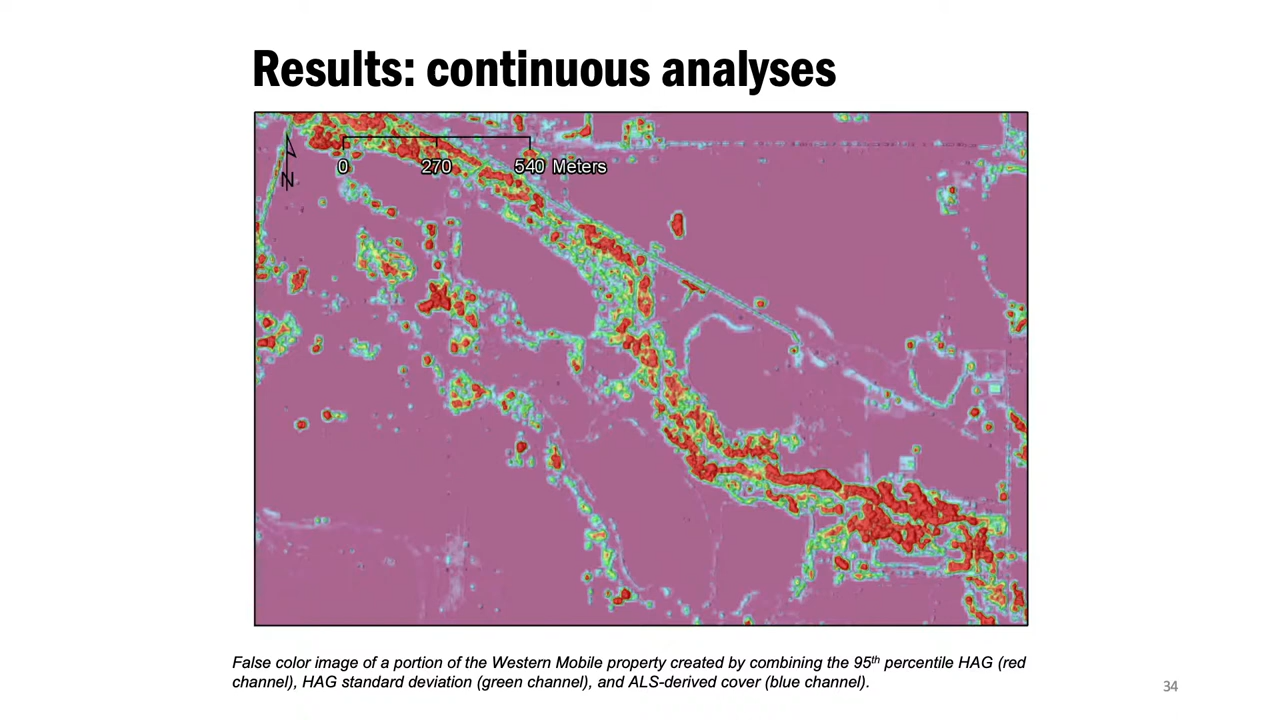 Results: continuous analyses
0 270 540 Meters
N
False color image of a portion of the Western Mobile property created by combining the 95th percentile HAG (red
channel), HAG standard deviation (green channel), and ALS-derived cover (blue channel).
34